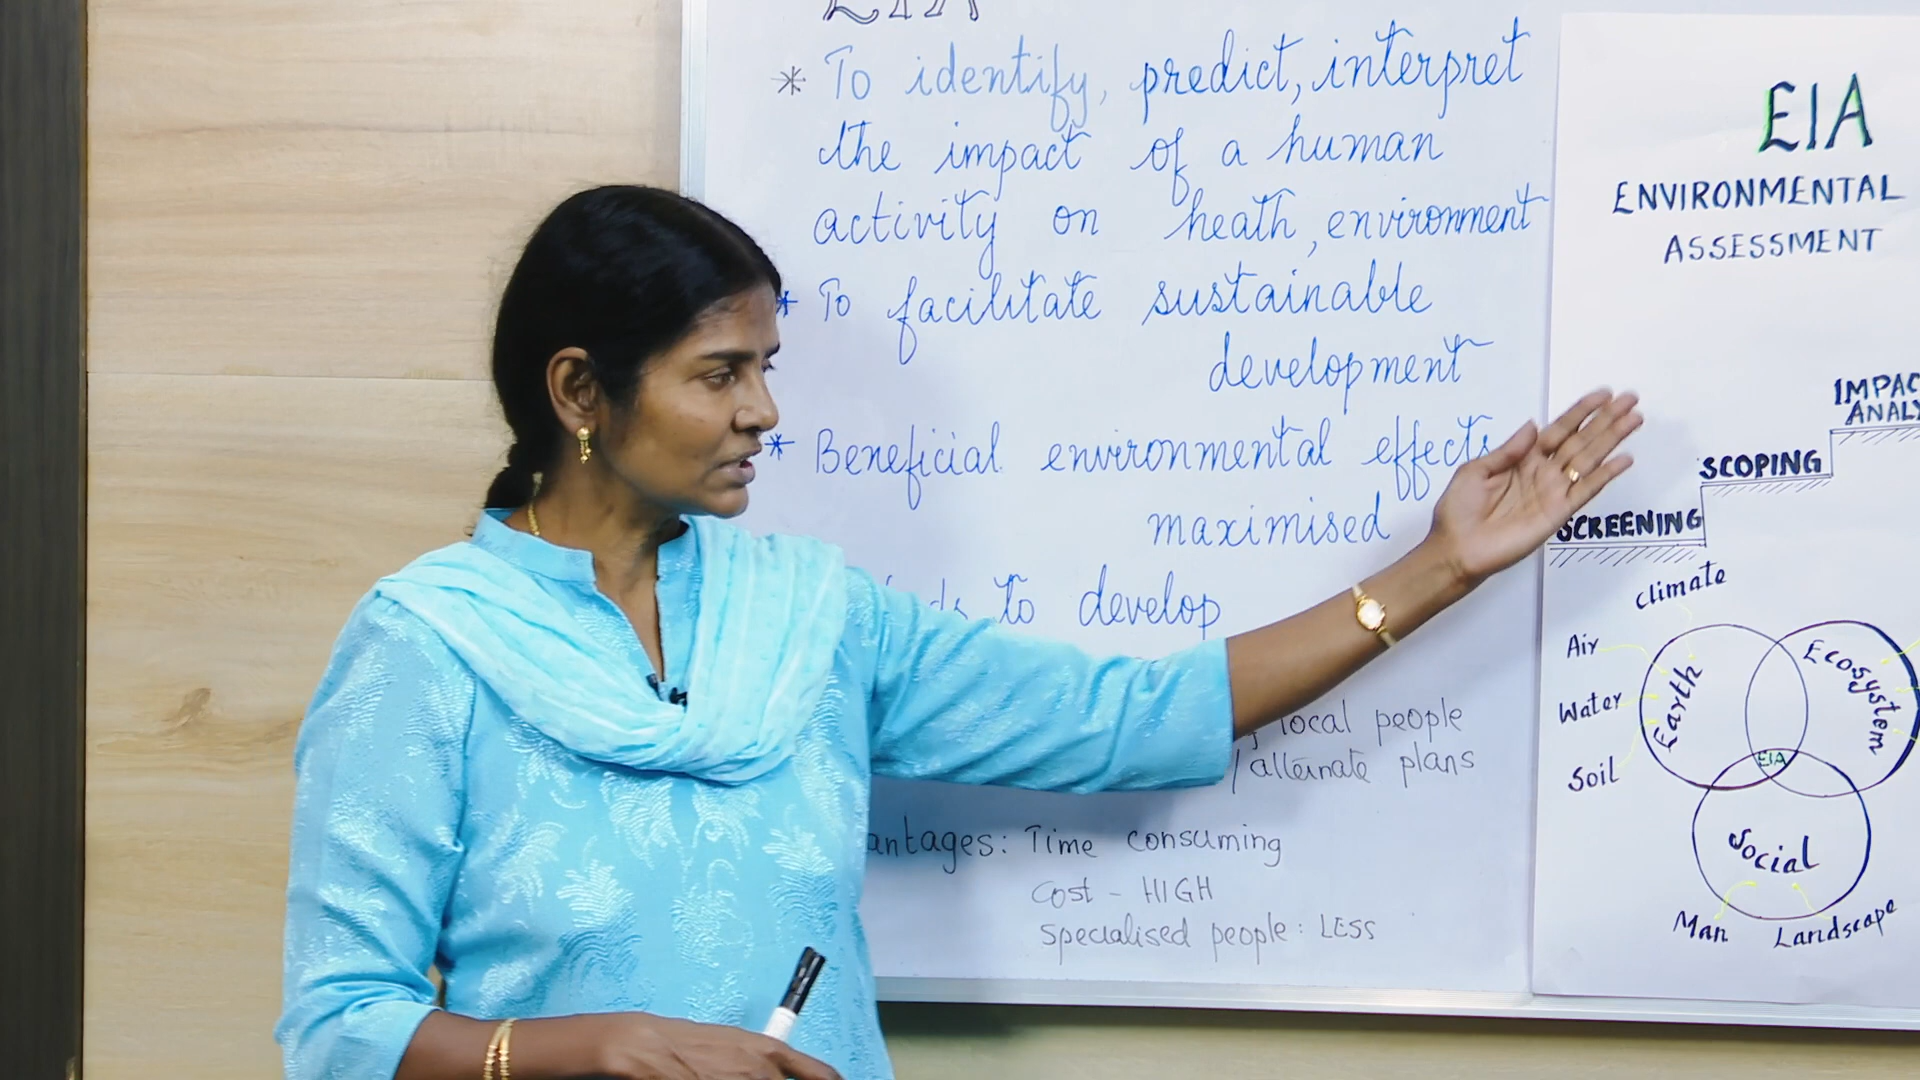 EIA
* To identify, predict, interpret
the impact of a human
activity on heath, environment
* To facilitate sustainable
development
* Beneficial environmental effects
maximised
to develop
local people
/alternate plans
antages: Time consuming
Cost - HIGH
Specialised people: LESS
EIA
ENVIRONMENTAL
ASSESSMENT
IMPAC
ANALY
SCOPING
SCREENING
climate
Air
Water
Soil
Earth
Ecosystem
EIA
Social
Man
Landscape